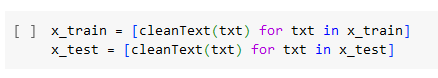 [ ] x_train = [cleanText(txt) for txt in x_train]
x_test = [cleanText(txt) for txt in x_test]